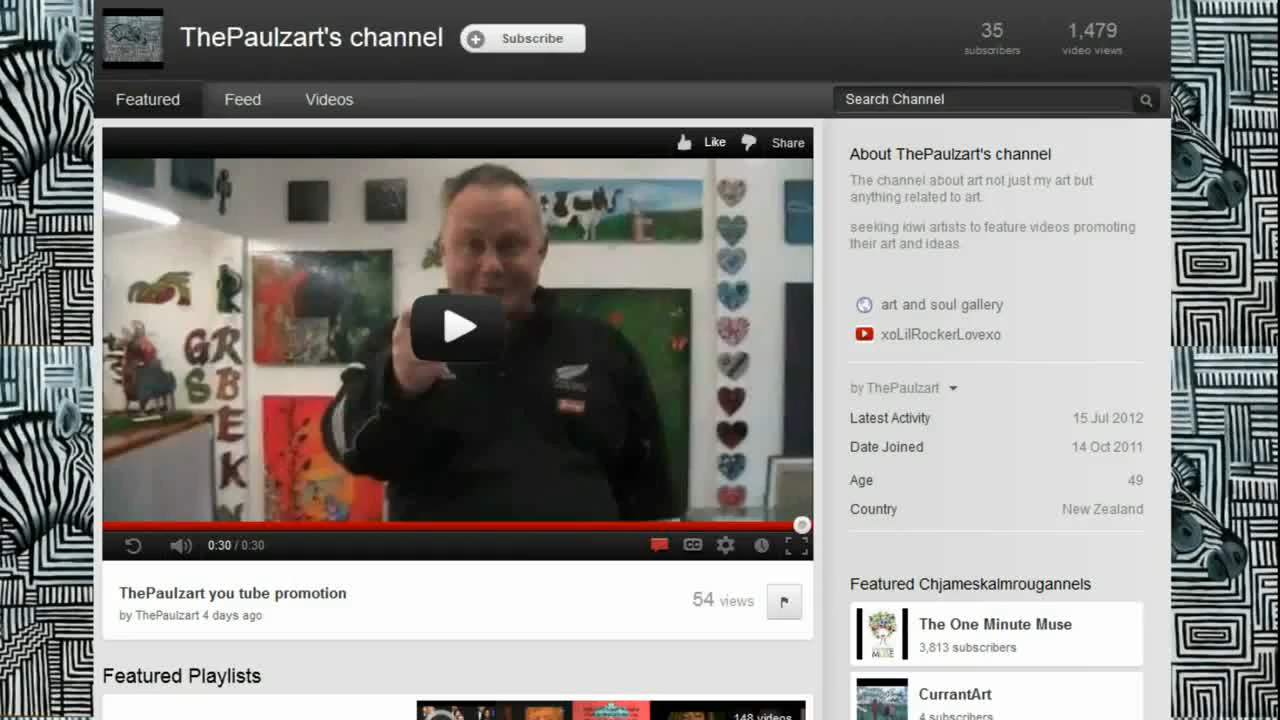 ThePaulzart's channel
Subscribe
35
subscribers
1,479
video views
Featured
Feed
Videos
Search Channel
Like
Share
0:30 / 0:30
CC
ThePaulzart you tube promotion
by ThePaulzart 4 days ago
54 views
Featured Playlists
148 videos
About ThePaulzart's channel
The channel about art not just my art but
anything related to art.
seeking kiwi artists to feature videos promoting
their art and ideas.
art and soul gallery
xoLilRockerLovexo
by ThePaulzart
Latest Activity
15 Jul 2012
Date Joined
14 Oct 2011
Age
49
Country
New Zealand
Featured Chjameskalmrougannels
The One Minute Muse
3,813 subscribers
CurrantArt
4 subscribers